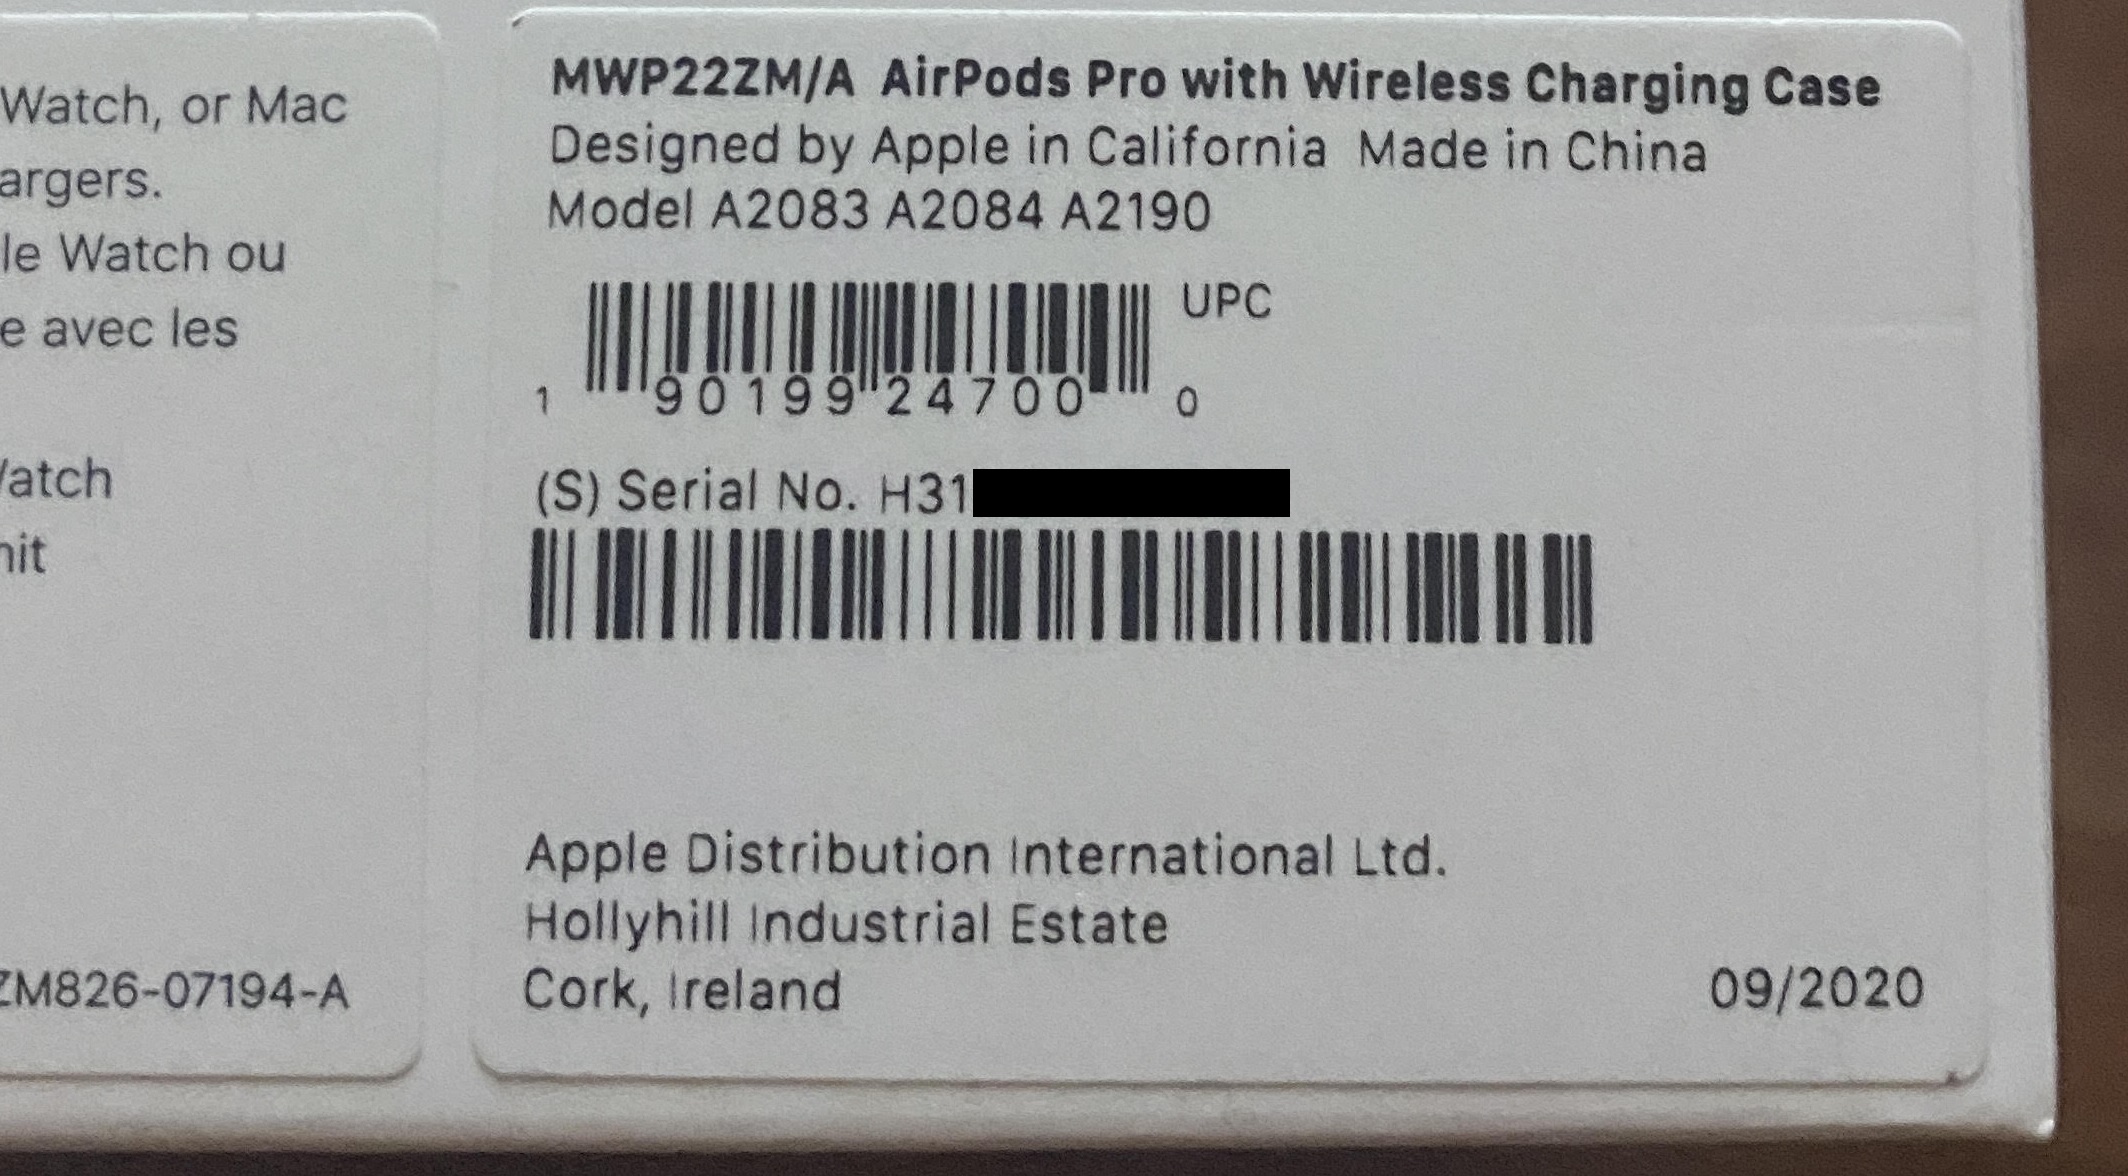 Watch, or Mac
argers.
le Watch ou
e avec les
Watch
nit
ZM826-07194-A
MWP22ZM/A AirPods Pro with Wireless Charging Case
Designed by Apple in California Made in China
Model A2083 A2084 A2190
UPC
1 90199 24700 0
(S) Serial No. H31
Apple Distribution International Ltd.
Hollyhill Industrial Estate
Cork, Ireland
09/2020